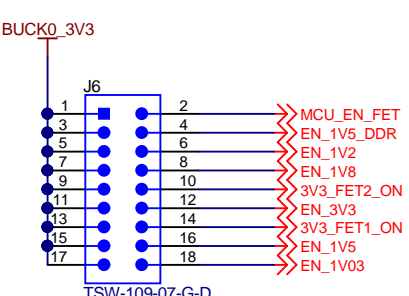 BUCK0_3V3
J6
1 2 MCU_EN_FET
3 4 EN_1V5_DDR
5 6 EN_1V2
7 8 EN_1V8
9 10 3V3_FET2_ON
11 12 EN_3V3
13 14 3V3_FET1_ON
15 16 EN_1V5
17 18 EN_1V03
TSW-109-07-G-D